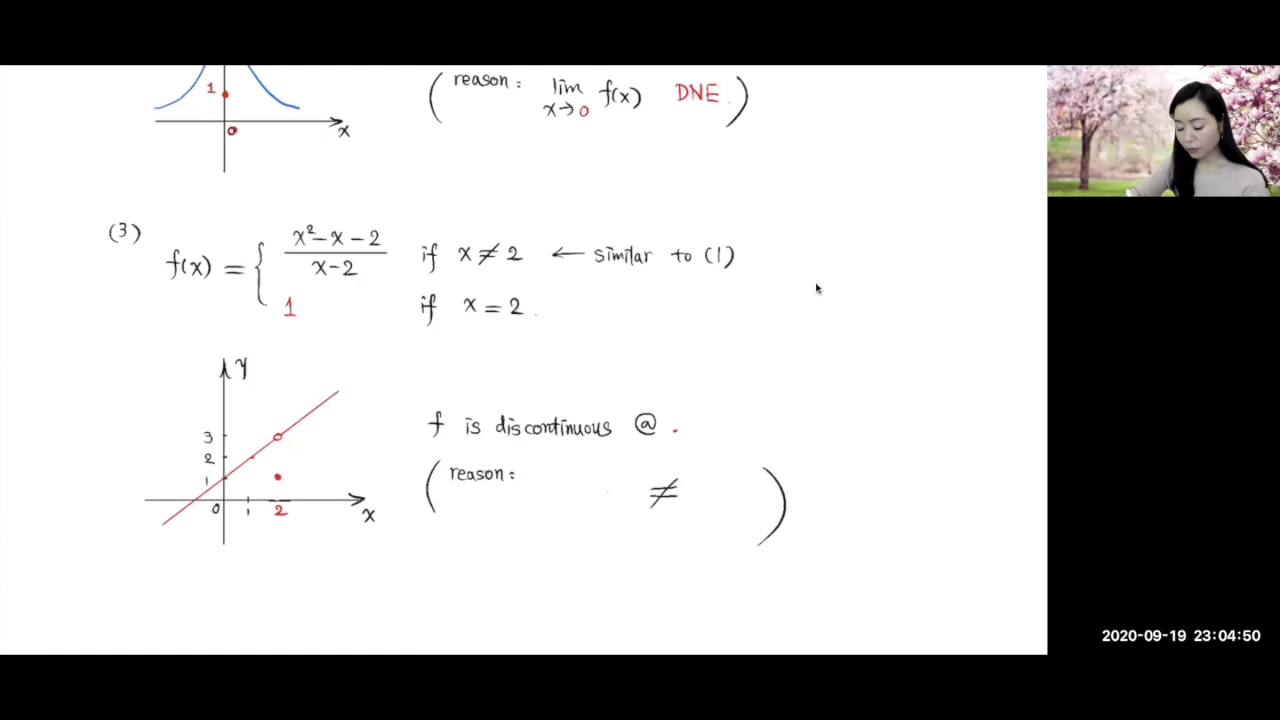 1
(reason: lim x→0 f(x) DNE.)
0
x
(3)
f(x) = { x²-x-2 / x-2 if x≠2 ← similar to (1)
1 if x = 2.
y
3
2
1
0 1 2 x
f is discontinuous @ .
(reason: ≠ )
2020-09-19 23:04:50